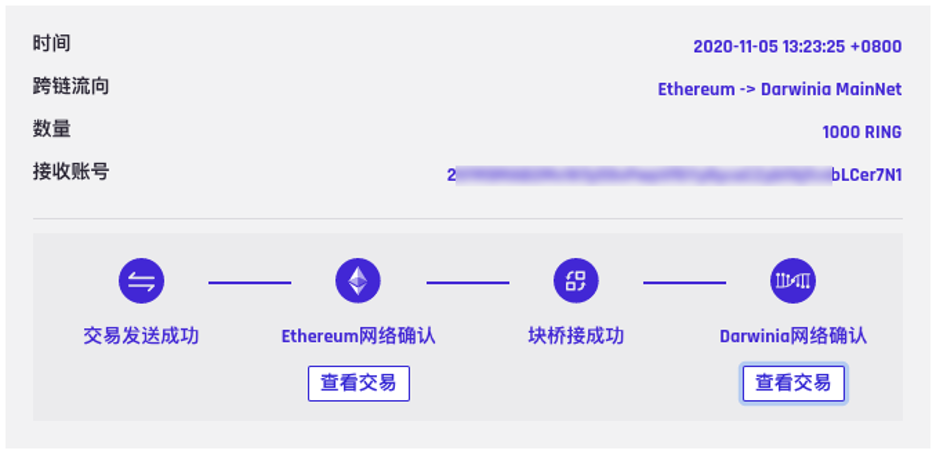 时间 2020-11-05 13:23:25 +0800
跨链流向 Ethereum -> Darwinia MainNet
数量 1000 RING
接收账号 2 bLCer7N1
交易发送成功 Ethereum网络确认 块桥接成功 Darwinia网络确认
查看交易 查看交易